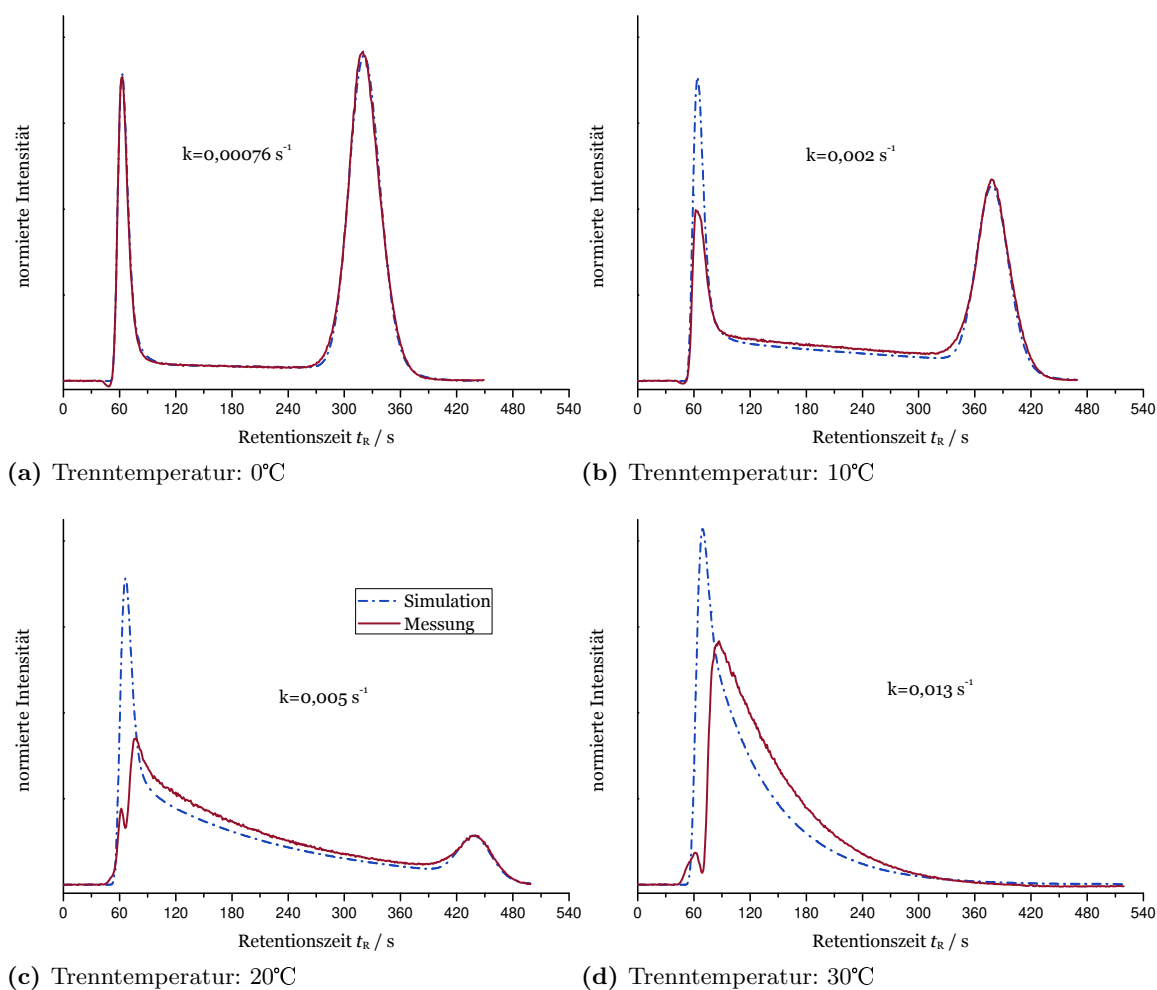 normierte Intensität
k=0,00076 s⁻¹
0 60 120 180 240 300 360 420 480 540
Retentionszeit tR / s
(a) Trenntemperatur: 0℃
normierte Intensität
k=0,002 s⁻¹
0 60 120 180 240 300 360 420 480 540
Retentionszeit tR / s
(b) Trenntemperatur: 10℃
normierte Intensität
Simulation
Messung
k=0,005 s⁻¹
0 60 120 180 240 300 360 420 480 540
Retentionszeit tR / s
(c) Trenntemperatur: 20℃
normierte Intensität
k=0,013 s⁻¹
0 60 120 180 240 300 360 420 480 540
Retentionszeit tR / s
(d) Trenntemperatur: 30℃